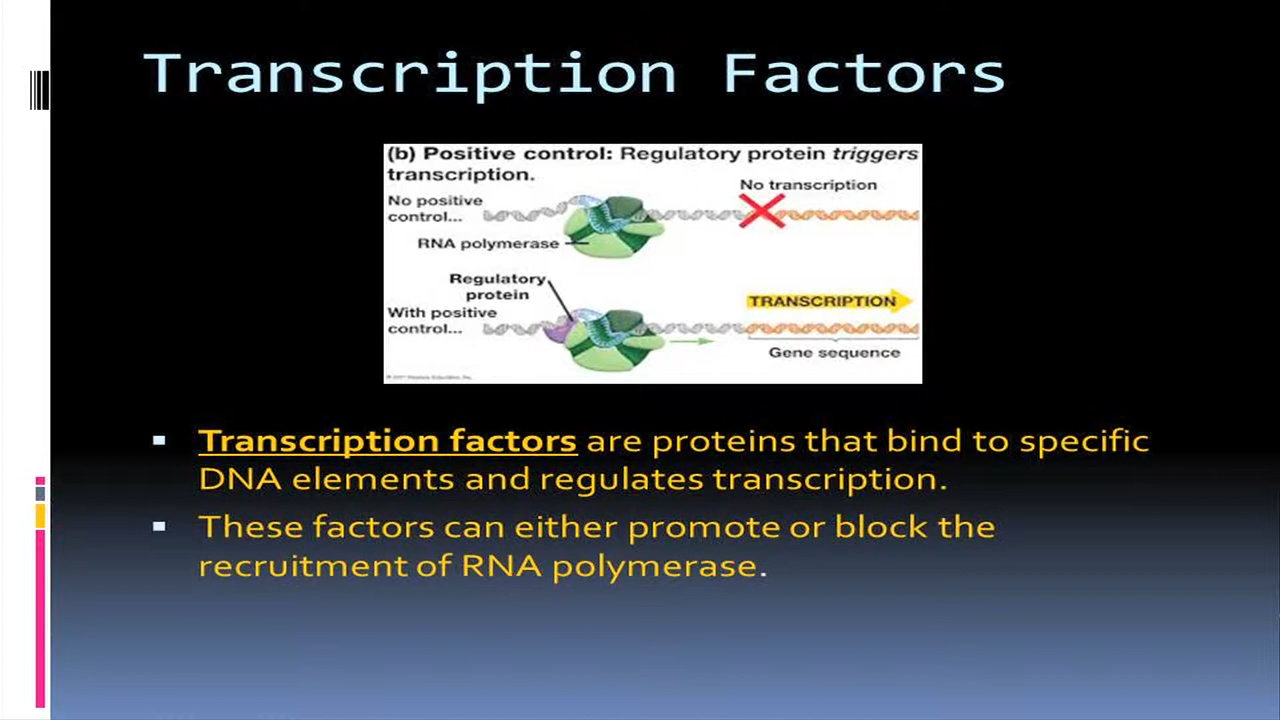 Transcription Factors
(b) Positive control: Regulatory protein triggers
transcription.
No transcription
No positive
control...
RNA polymerase
Regulatory
protein
With positive
control...
TRANSCRIPTION
Gene sequence
Transcription factors are proteins that bind to specific
DNA elements and regulates transcription.
These factors can either promote or block the
recruitment of RNA polymerase.